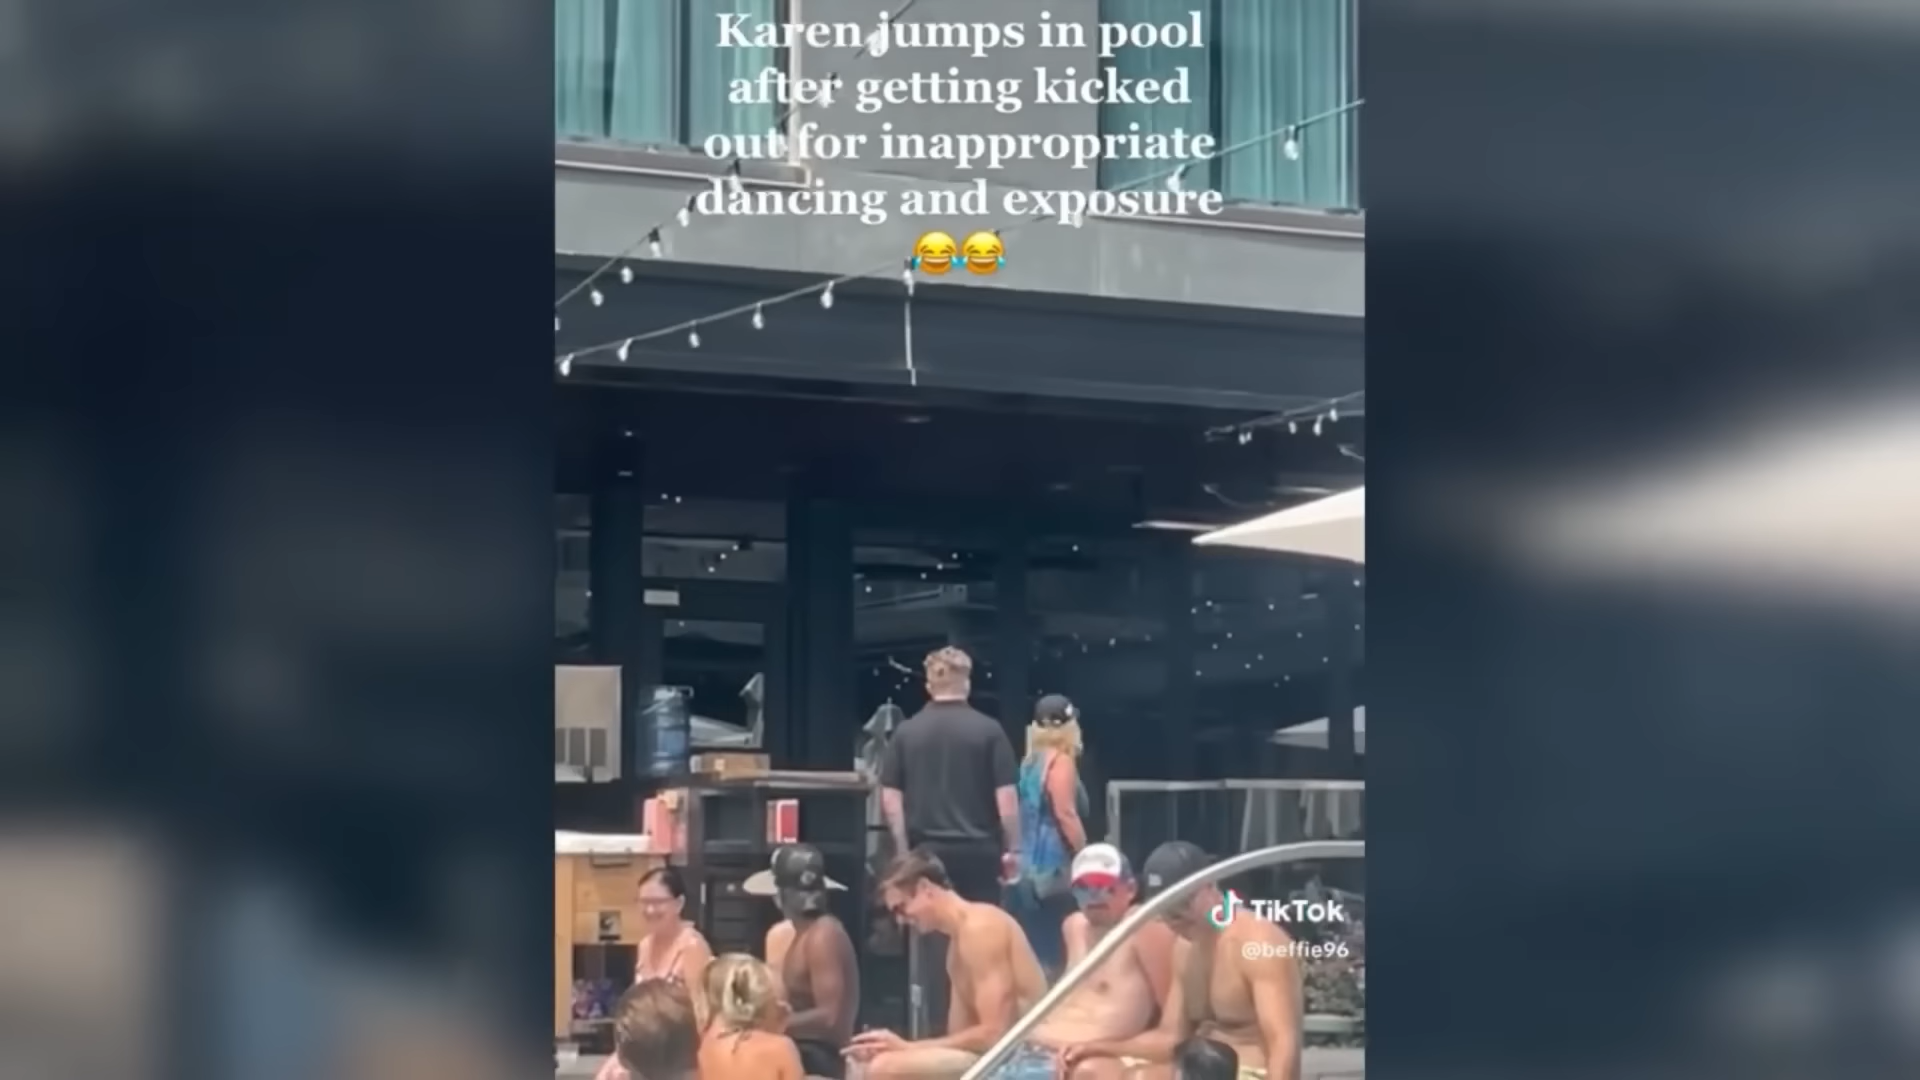 Karen jumps in pool
after getting kicked
out for inappropriate
dancing and exposure
😂😂
TikTok
@beffie96